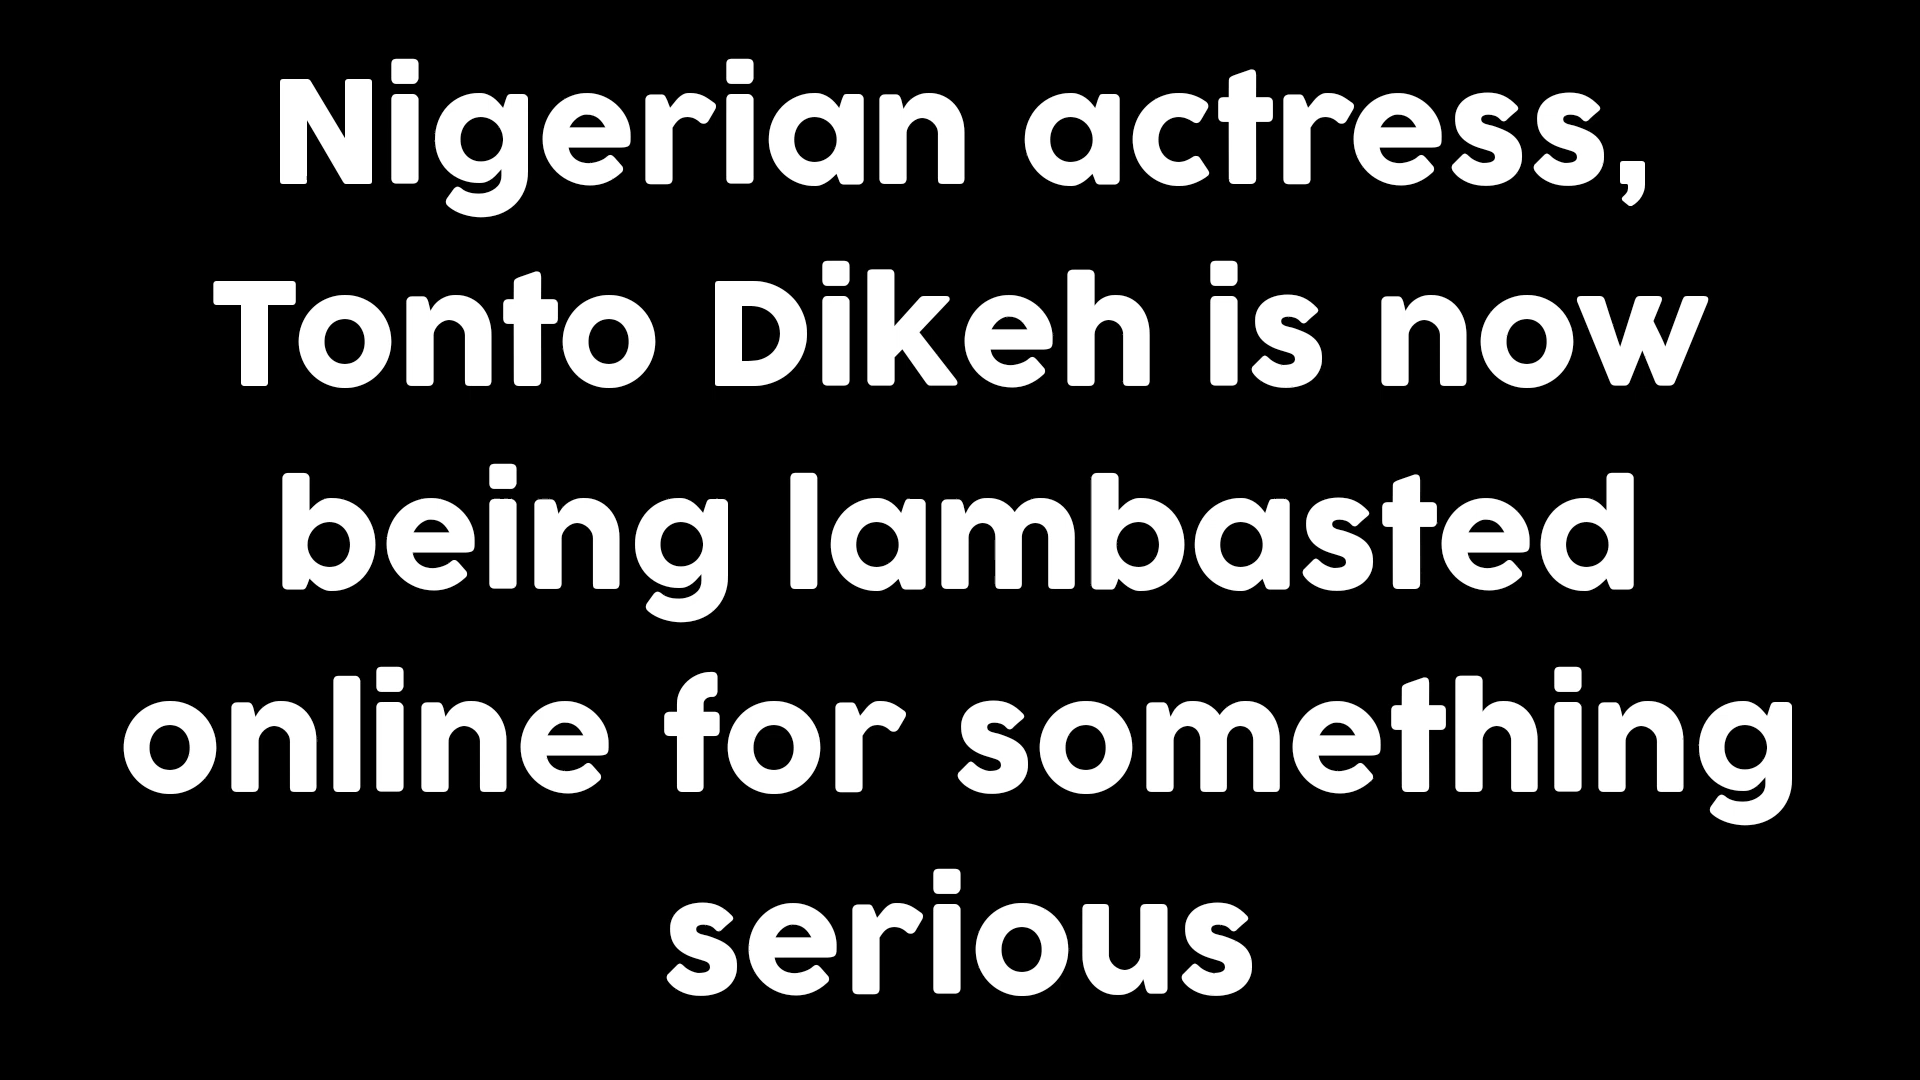 Nigerian actress,
Tonto Dikeh is now
being lambasted
online for something
serious